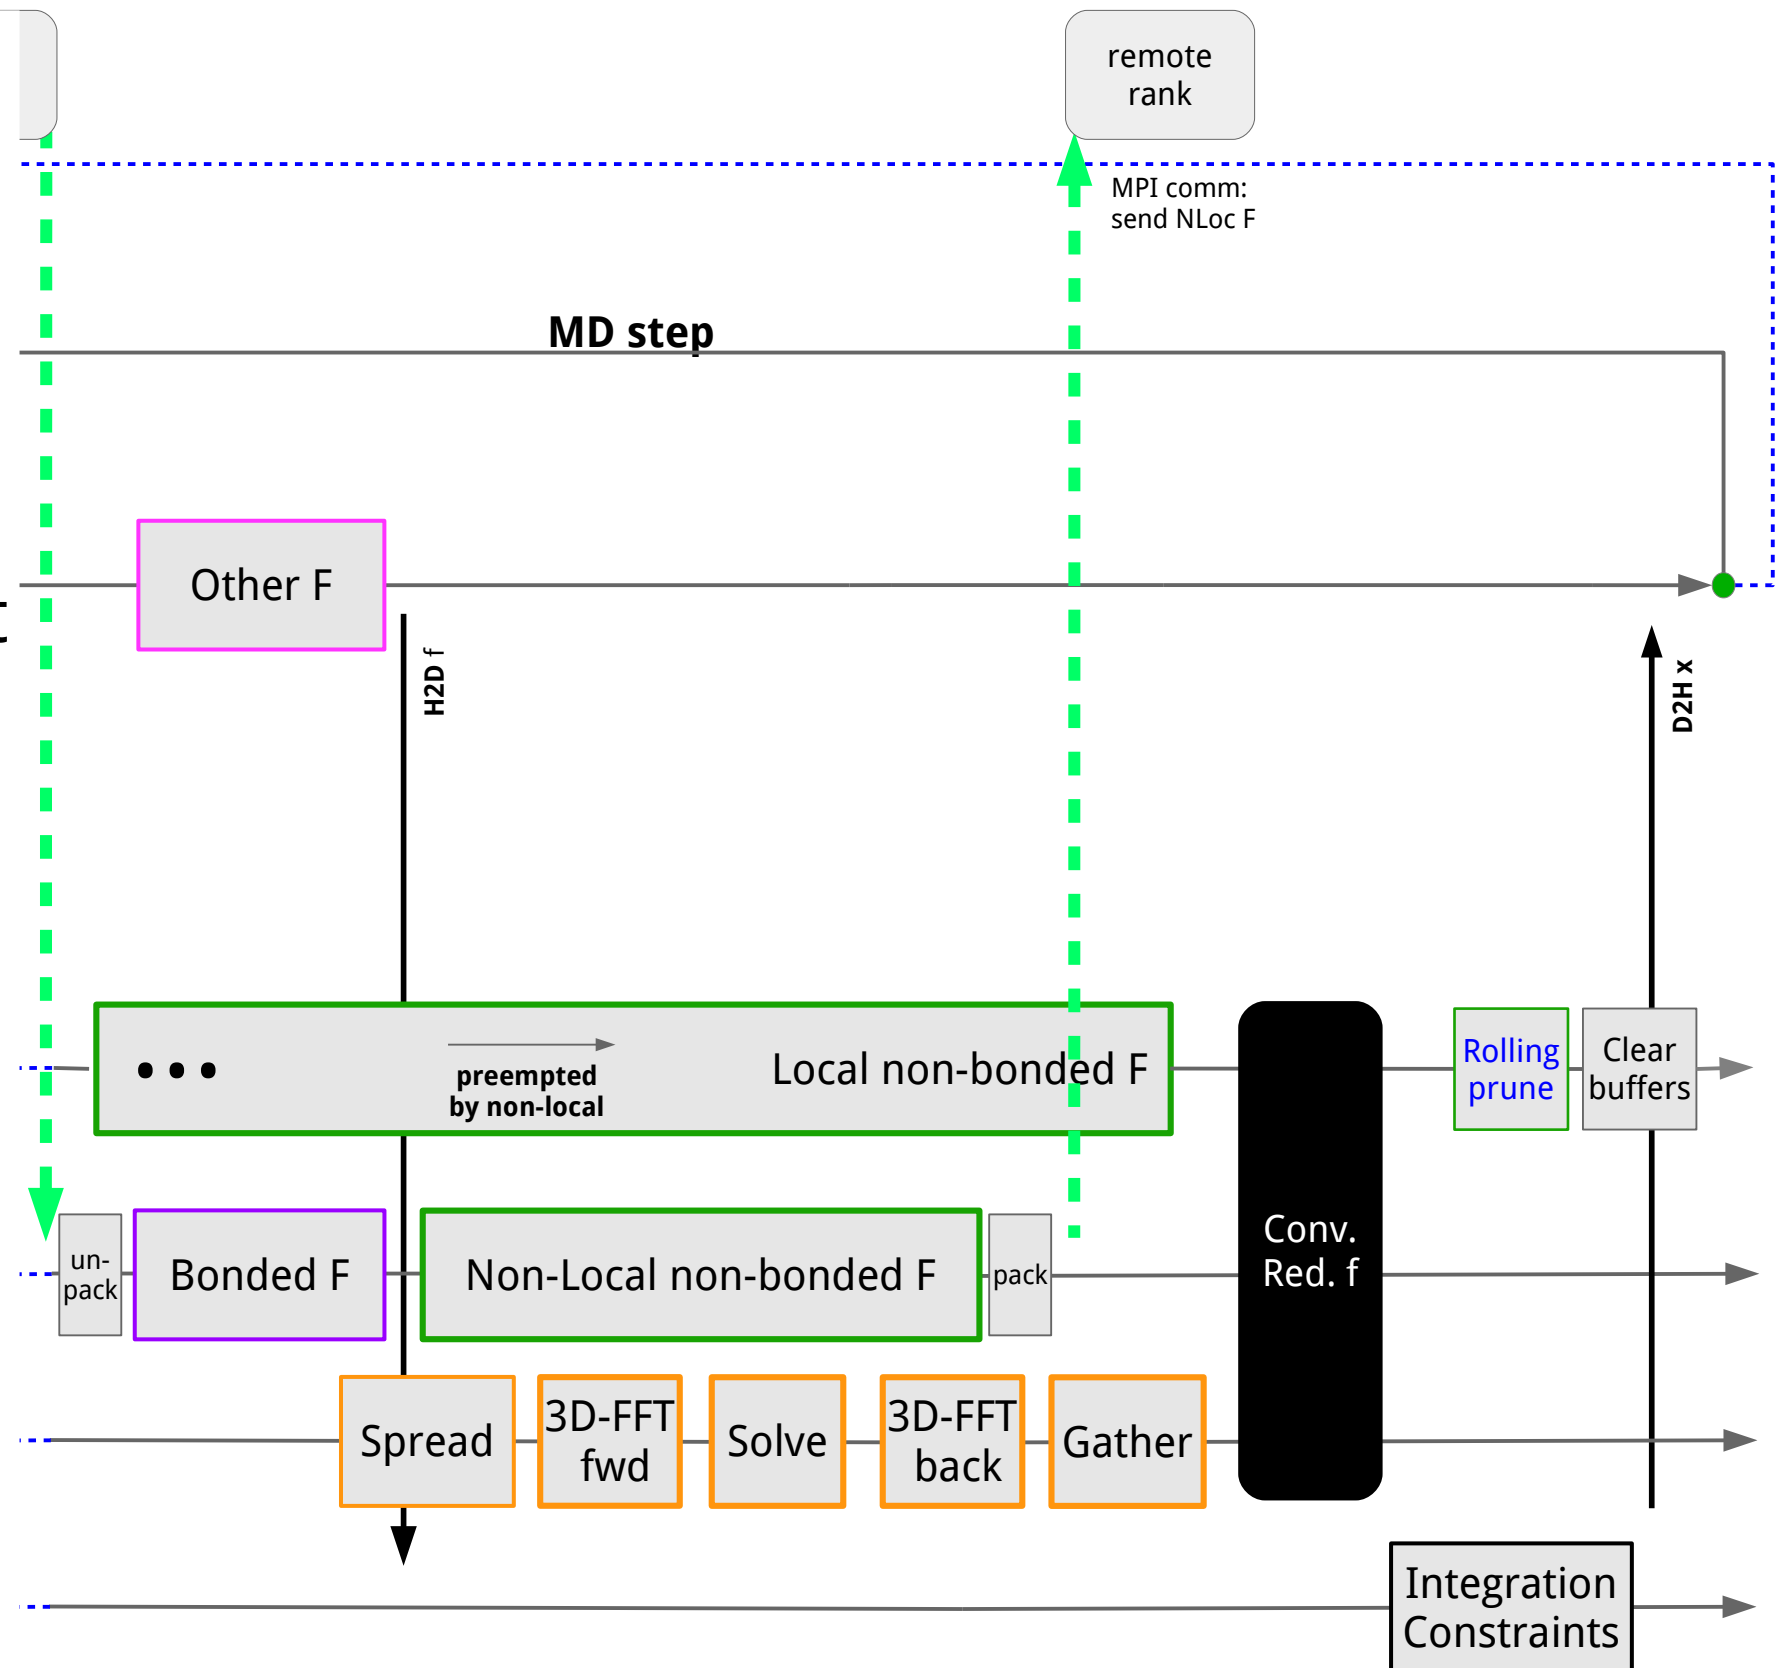 remote
rank
MPI comm:
send NLoc F
MD step
Other F
H2D f
D2H x
... Local non-bonded F
preempted
by non-local
Rolling
prune
Clear
buffers
un-
pack
Bonded F
Non-Local non-bonded F
pack
Conv.
Red. f
Spread
3D-FFT
fwd
Solve
3D-FFT
back
Gather
Integration
Constraints